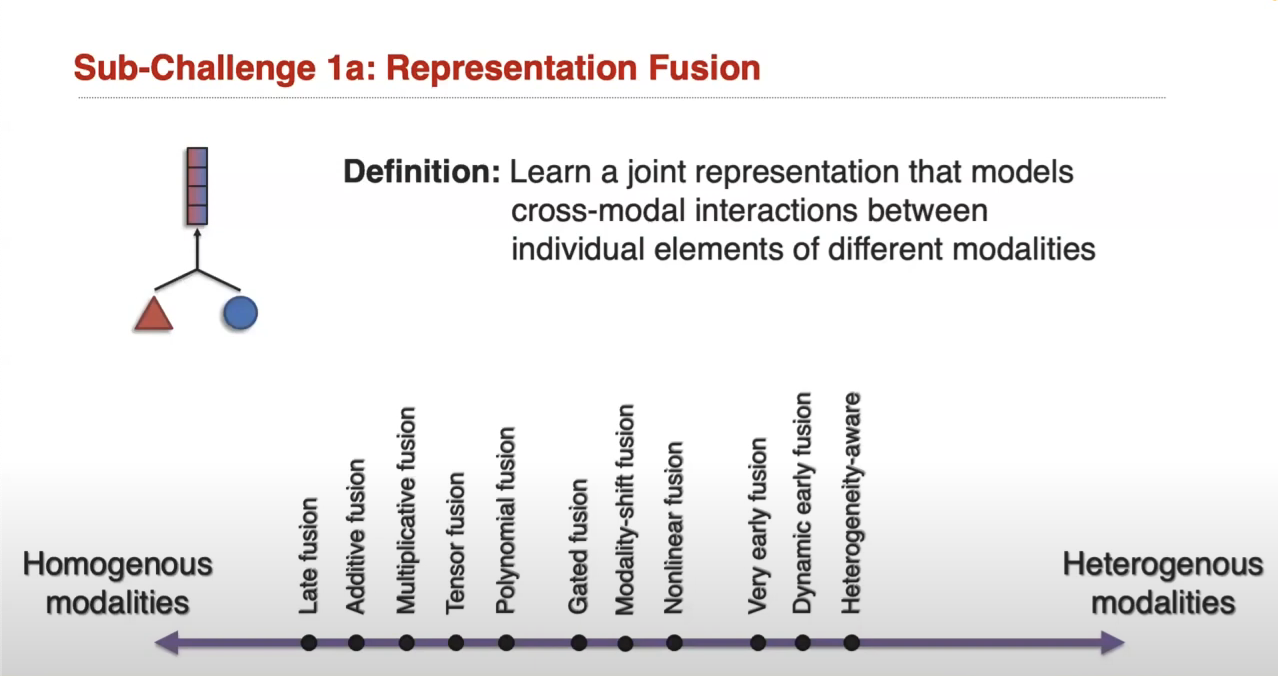 Sub-Challenge 1a: Representation Fusion
Definition: Learn a joint representation that models
cross-modal interactions between
individual elements of different modalities
Homogenous
modalities
Late fusion
Additive fusion
Multiplicative fusion
Tensor fusion
Polynomial fusion
Gated fusion
Modality-shift fusion
Nonlinear fusion
Very early fusion
Dynamic early fusion
Heterogeneity-aware
Heterogenous
modalities